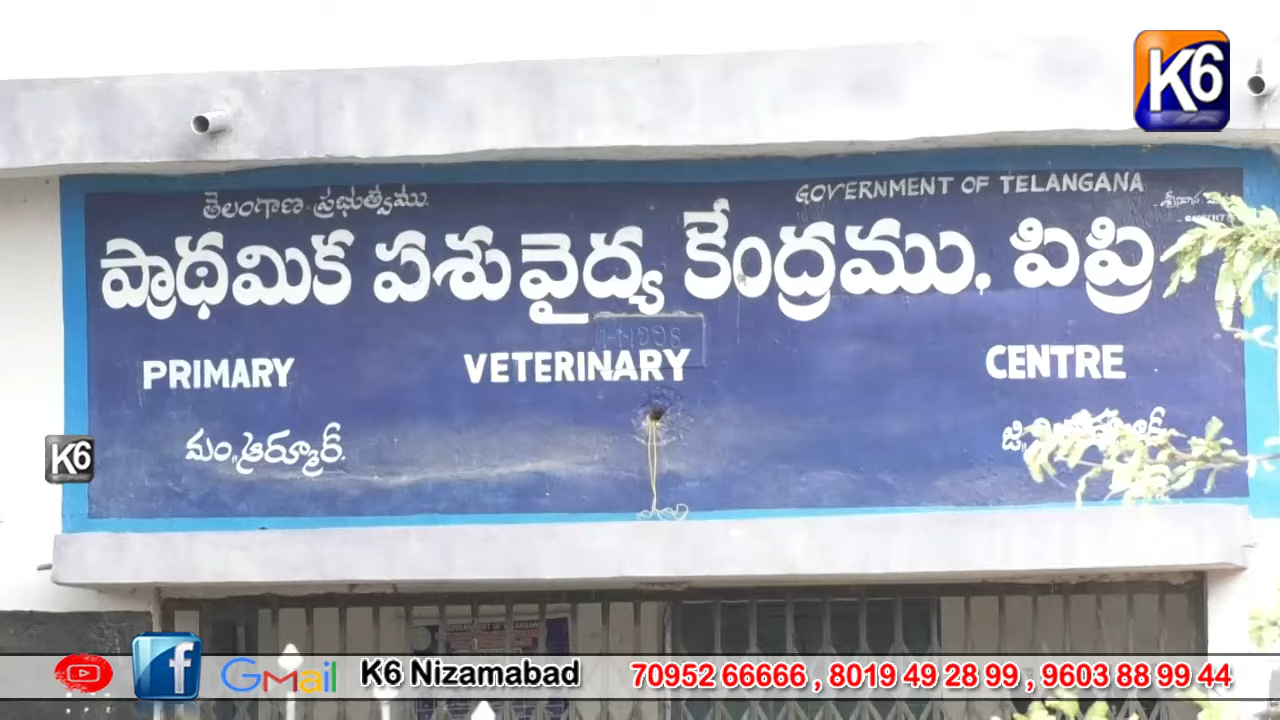 K6
తెలంగాణ ప్రభుత్వము.
GOVERNMENT OF TELANGANA
ప్రాథమిక పశువైద్య కేంద్రము. పిప్రి
PRIMARY VETERINARY CENTRE
మం,, ఆర్మూర్.
జి,,
K6
Gmail K6 Nizamabad 70952 66666 , 8019 49 28 99 , 9603 88 99 44